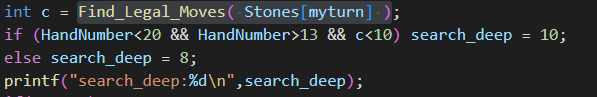 int c = Find_Legal_Moves( Stones[myturn] );
if (HandNumber<20 && HandNumber>13 && c<10) search_deep = 10;
else search_deep = 8;
printf("search_deep:%d\n",search_deep);